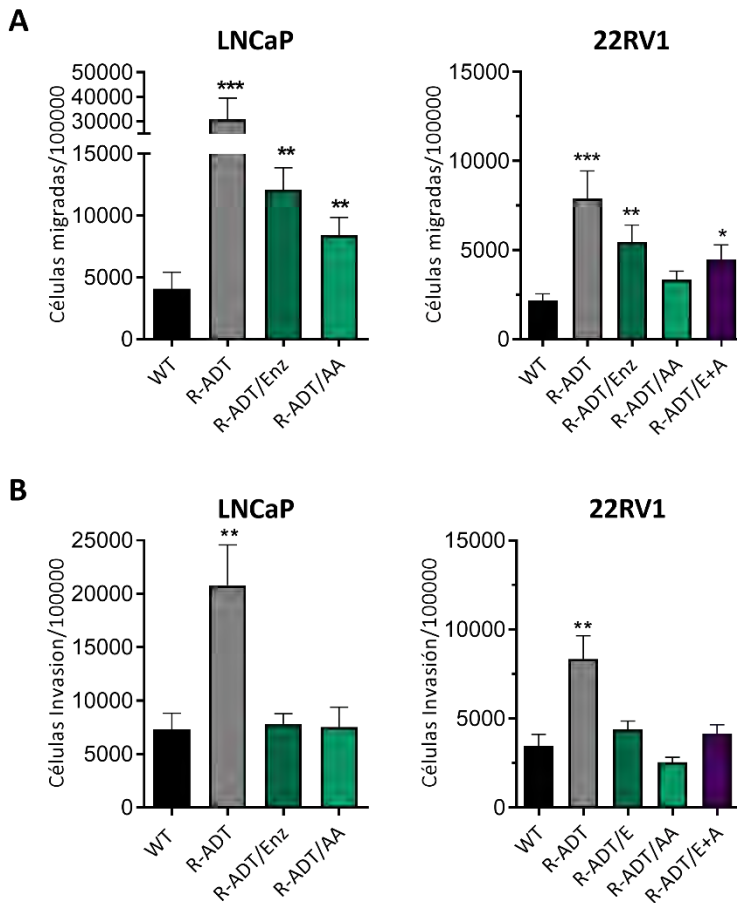 A
LNCaP
Células migradas/100000
50000
40000
30000
15000
10000
5000
0
***
**
**
WT
R-ADT
R-ADT/Enz
R-ADT/AA
22RV1
Células migradas/100000
15000
10000
5000
0
***
**
*
WT
R-ADT
R-ADT/Enz
R-ADT/AA
R-ADT/E+A
B
LNCaP
Células Invasion/100000
25000
20000
15000
10000
5000
0
**
WT
R-ADT
R-ADT/Enz
R-ADT/AA
22RV1
Células Invasión/100000
15000
10000
5000
0
**
WT
R-ADT
R-ADT/E
R-ADT/AA
R-ADT/E+A